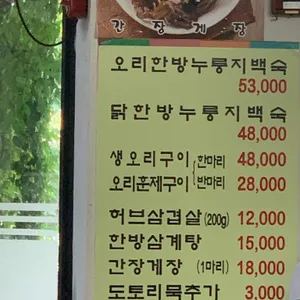 간장게장
오리한방누룽지백숙
53,000
닭한방누룽지백숙
48,000
생오리구이 (한마리 48,000
오리훈제구이 (반마리 28,000
허브삼겹살(200g) 12,000
한방삼계탕 15,000
간장게장 (1마리) 18,000
도토리묵추가 3,000